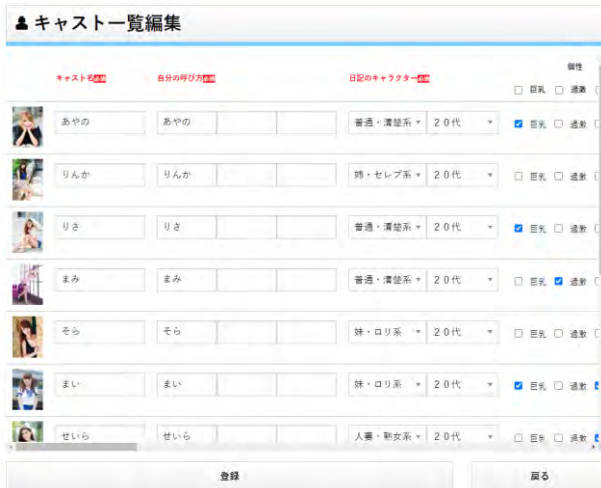 キャスト一覧編集
キャスト名必須 自分の呼び方必須 日記のキャラクター必須 個性
巨乳 過激
あやの あやの 普通・清楚系 20代 巨乳 過激
りんか りんか 姉・セレブ系 20代 巨乳 過激
りさ りさ 普通・清楚系 20代 巨乳 過激
まみ まみ 普通・清楚系 20代 巨乳 過激
そら そら 妹・ロリ系 20代 巨乳 過激
まい まい 妹・ロリ系 20代 巨乳 過激
せいら せいら 人妻・熟女系 20代 巨乳 過激
登録 戻る